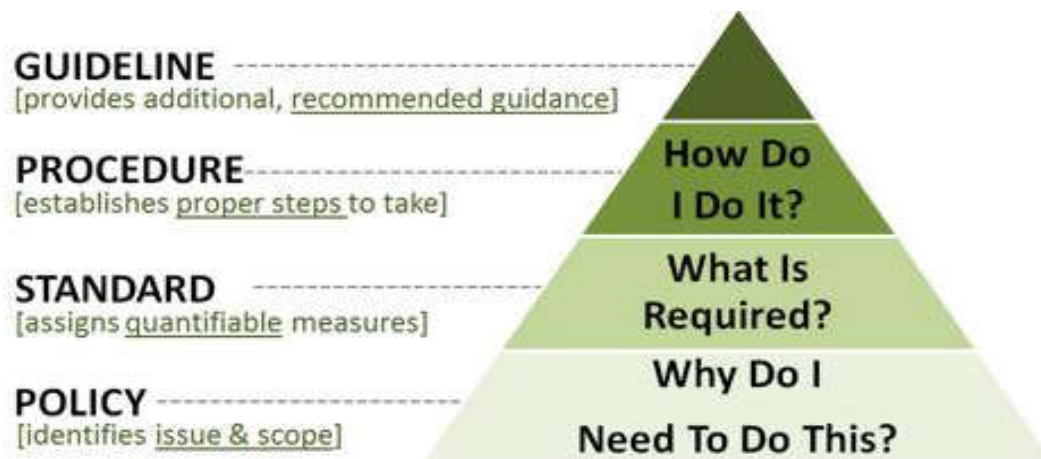 GUIDELINE
[provides additional, recommended guidance]
PROCEDURE
[establishes proper steps to take]
How Do
I Do It?
STANDARD
[assigns quantifiable measures]
What Is
Required?
POLICY
[identifies issue & scope]
Why Do I
Need To Do This?